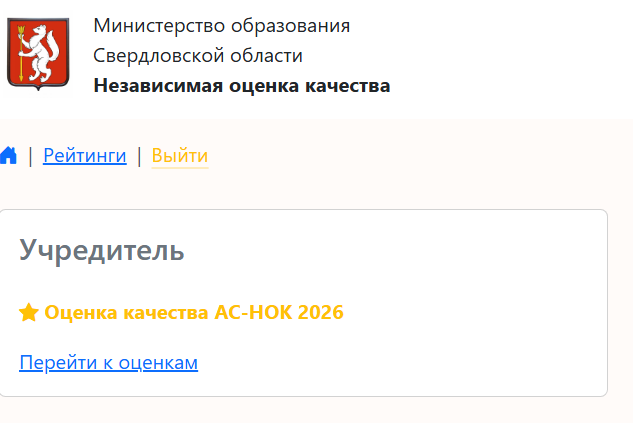 Министерство образования
Свердловской области
Независимая оценка качества
| Рейтинги | Выйти
Учредитель
Оценка качества АС-НОК 2026
Перейти к оценкам